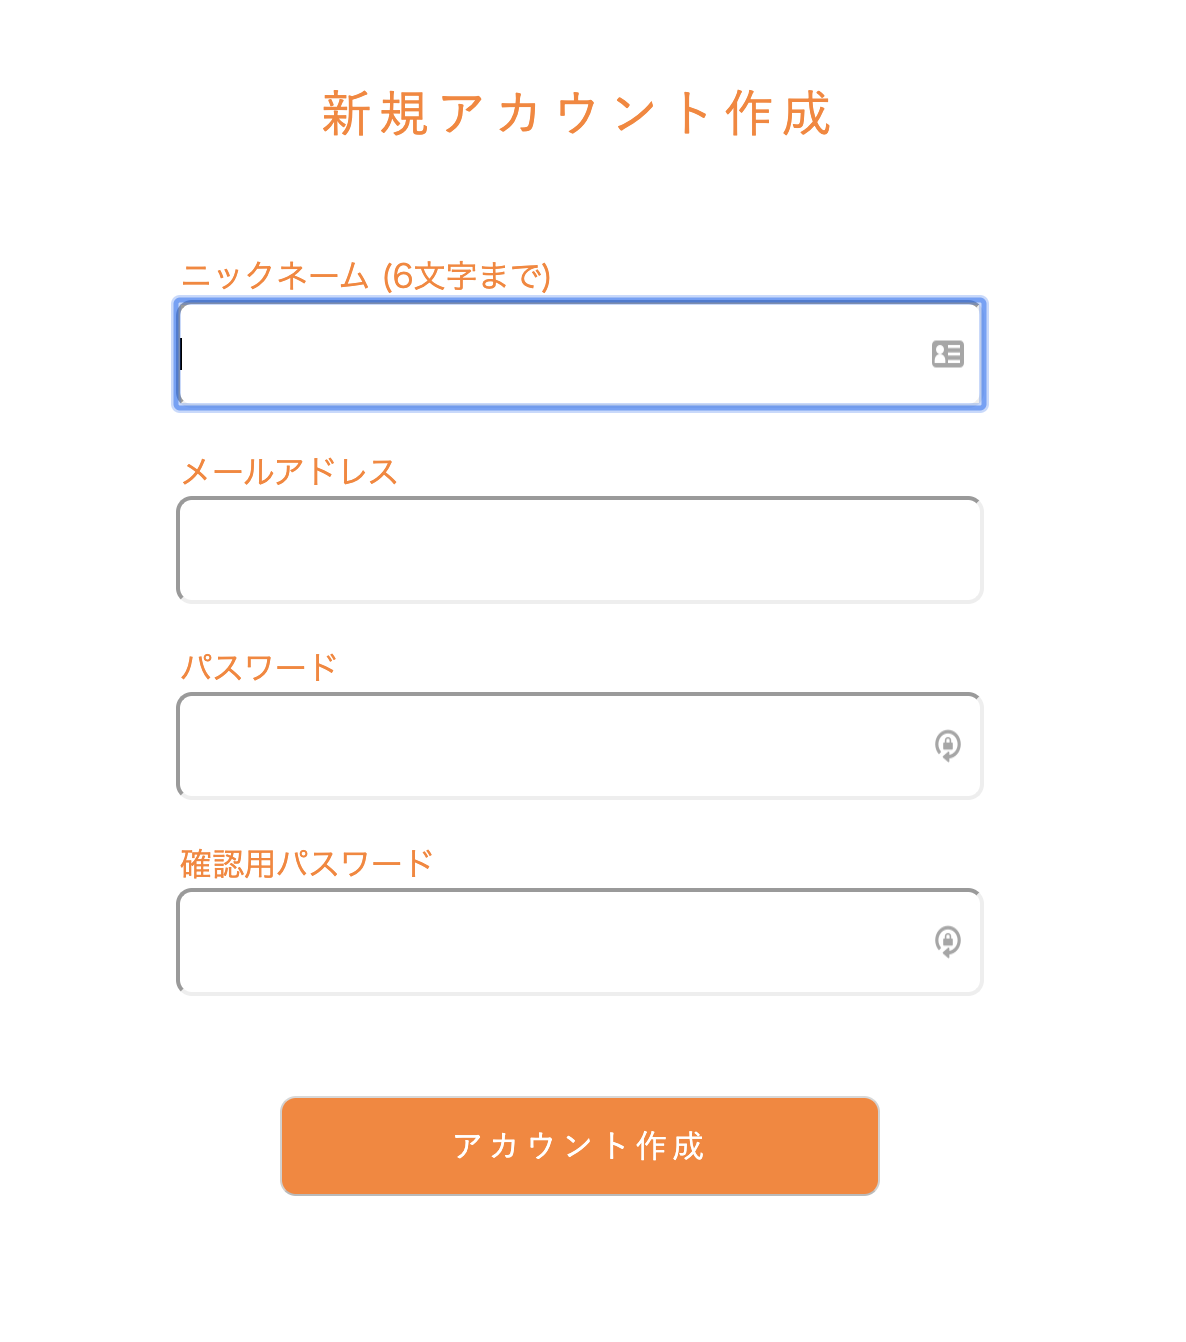 新規アカウント作成
ニックネーム (6文字まで)
メールアドレス
パスワード
確認用パスワード
アカウント作成